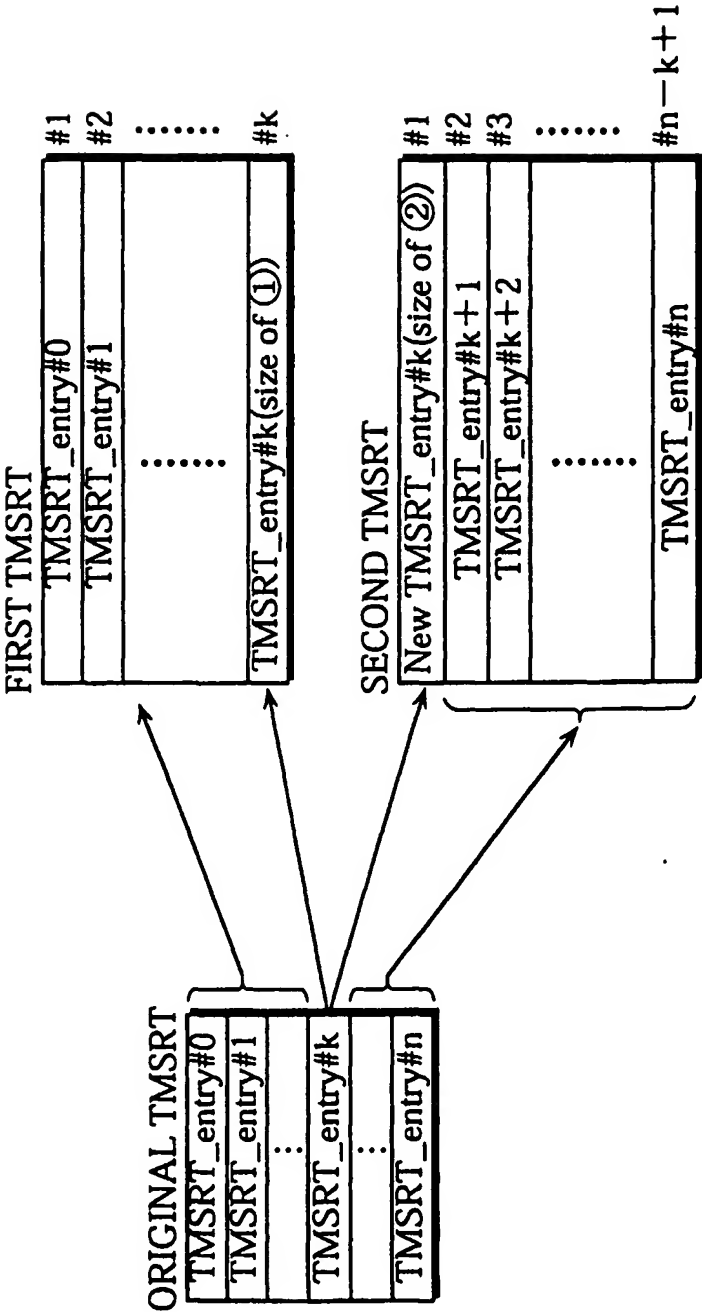 ORIGINAL TMSRT
TMSRT_entry#0
TMSRT_entry#1
...
TMSRT_entry#k
...
TMSRT_entry#n
FIRST TMSRT
TMSRT_entry#0 #1
TMSRT_entry#1 #2
....... .......
TMSRT_entry#k(size of ①) #k
SECOND TMSRT
New TMSRT_entry#k(size of ②) #1
TMSRT_entry#k+1 #2
TMSRT_entry#k+2 #3
....... .......
TMSRT_entry#n #n−k+1